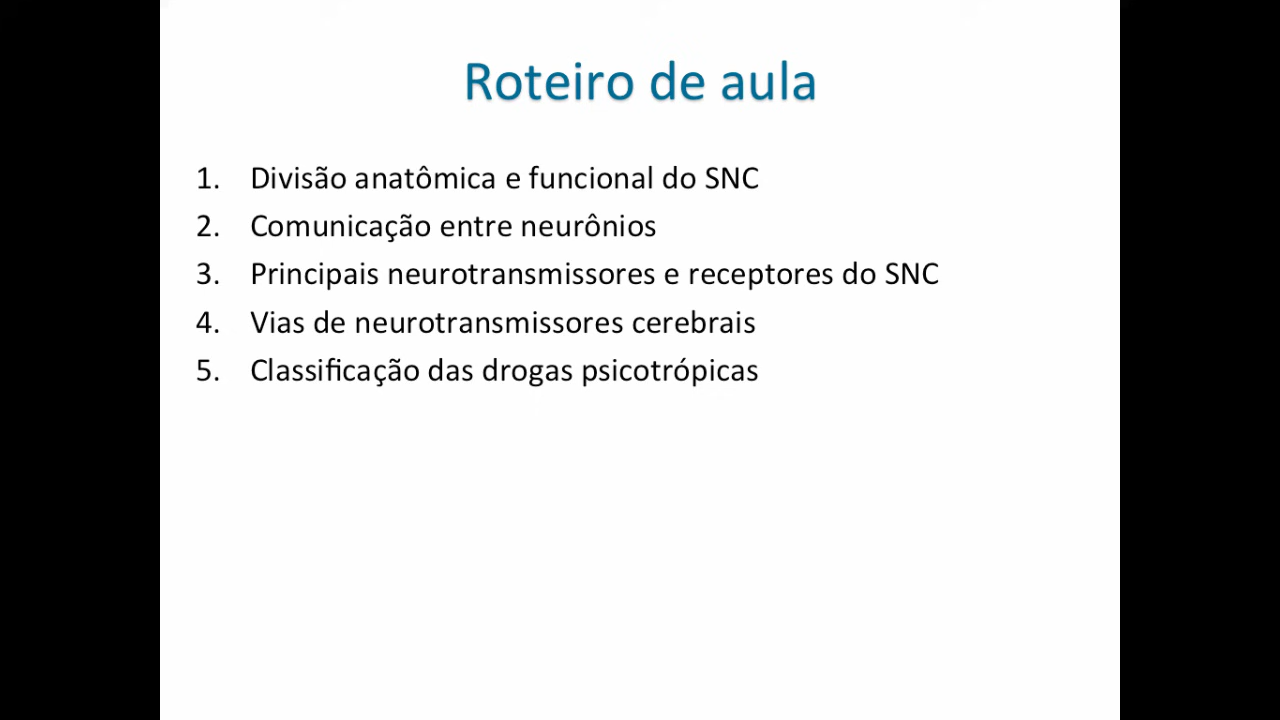 Roteiro de aula
1. Divisão anatômica e funcional do SNC
2. Comunicação entre neurônios
3. Principais neurotransmissores e receptores do SNC
4. Vias de neurotransmissores cerebrais
5. Classificação das drogas psicotrópicas